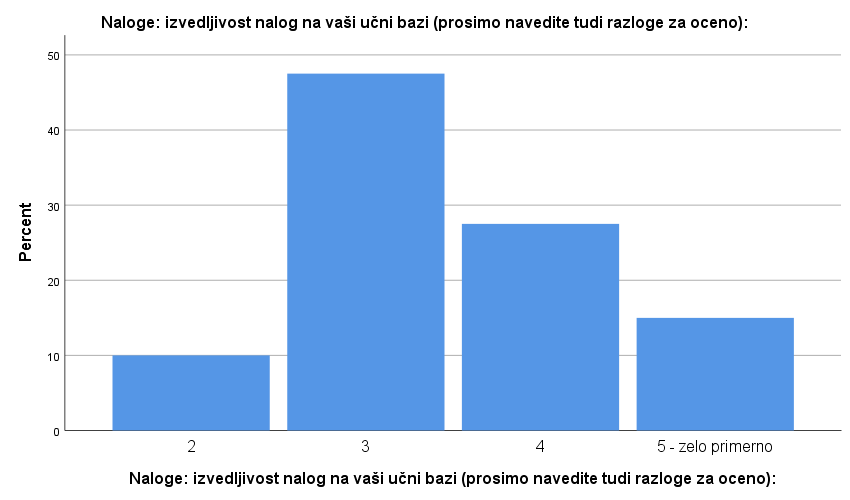 Naloge: izvedljivost nalog na vaši učni bazi (prosimo navedite tudi razloge za oceno):
50
40
30
20
10
0
Percent
2 3 4 5 - zelo primerno
Naloge: izvedljivost nalog na vaši učni bazi (prosimo navedite tudi razloge za oceno):